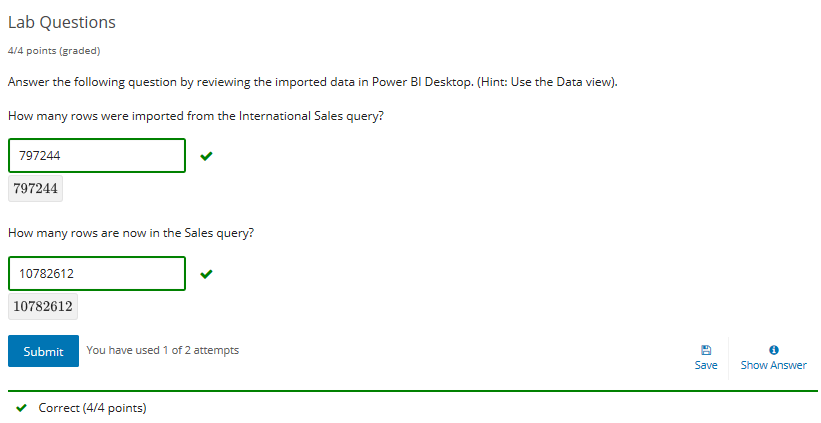 Lab Questions
4/4 points (graded)
Answer the following question by reviewing the imported data in Power BI Desktop. (Hint: Use the Data view).
How many rows were imported from the International Sales query?
797244
797244
How many rows are now in the Sales query?
10782612
10782612
Submit
You have used 1 of 2 attempts
Save
Show Answer
Correct (4/4 points)